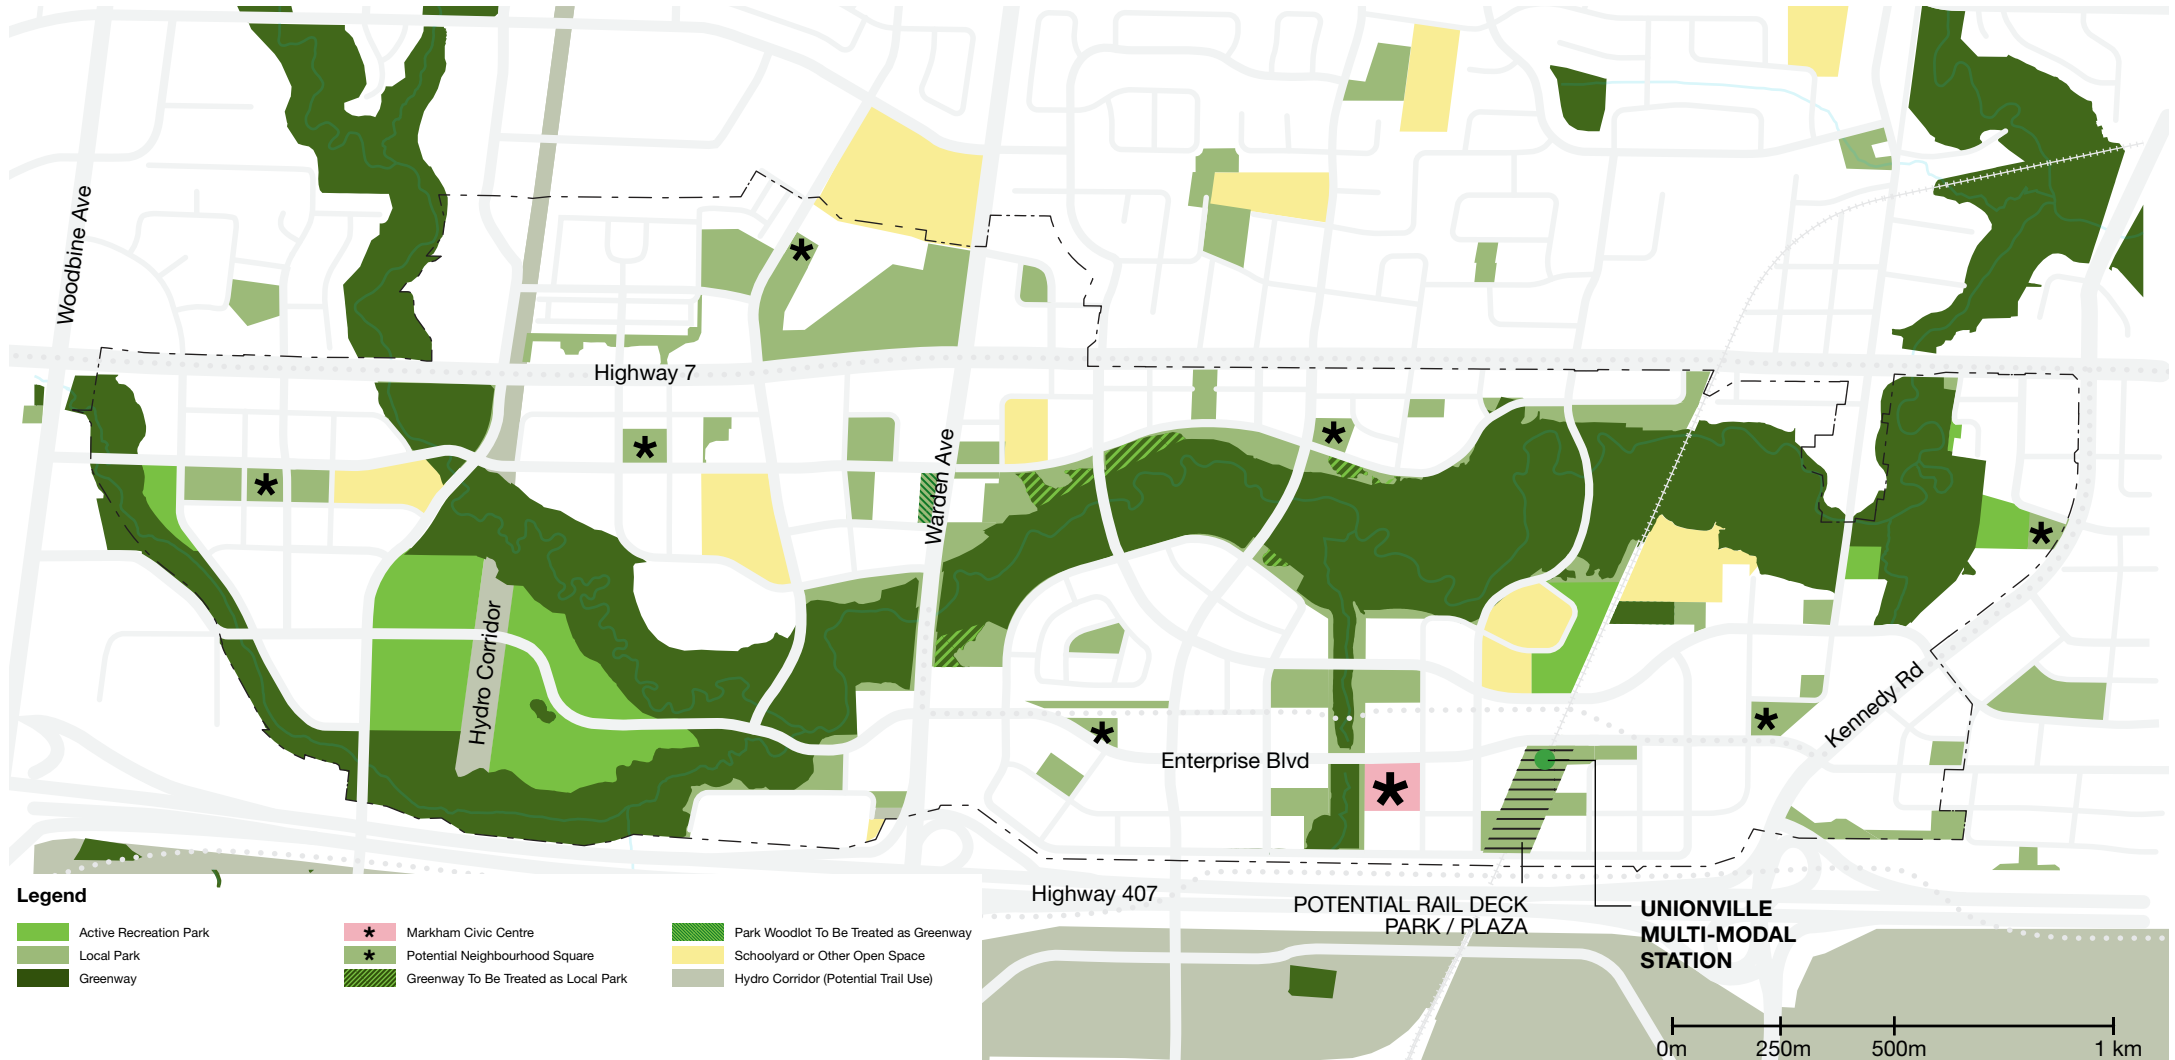 Woodbine Ave
Highway 7
Warden Ave
Hydro Corridor
Enterprise Blvd
Kennedy Rd
Highway 407
POTENTIAL RAIL DECK
PARK / PLAZA
UNIONVILLE
MULTI-MODAL
STATION
Legend
Active Recreation Park
Local Park
Greenway
* Markham Civic Centre
* Potential Neighbourhood Square
Greenway To Be Treated as Local Park
Park Woodlot To Be Treated as Greenway
Schoolyard or Other Open Space
Hydro Corridor (Potential Trail Use)
0m 250m 500m 1 km